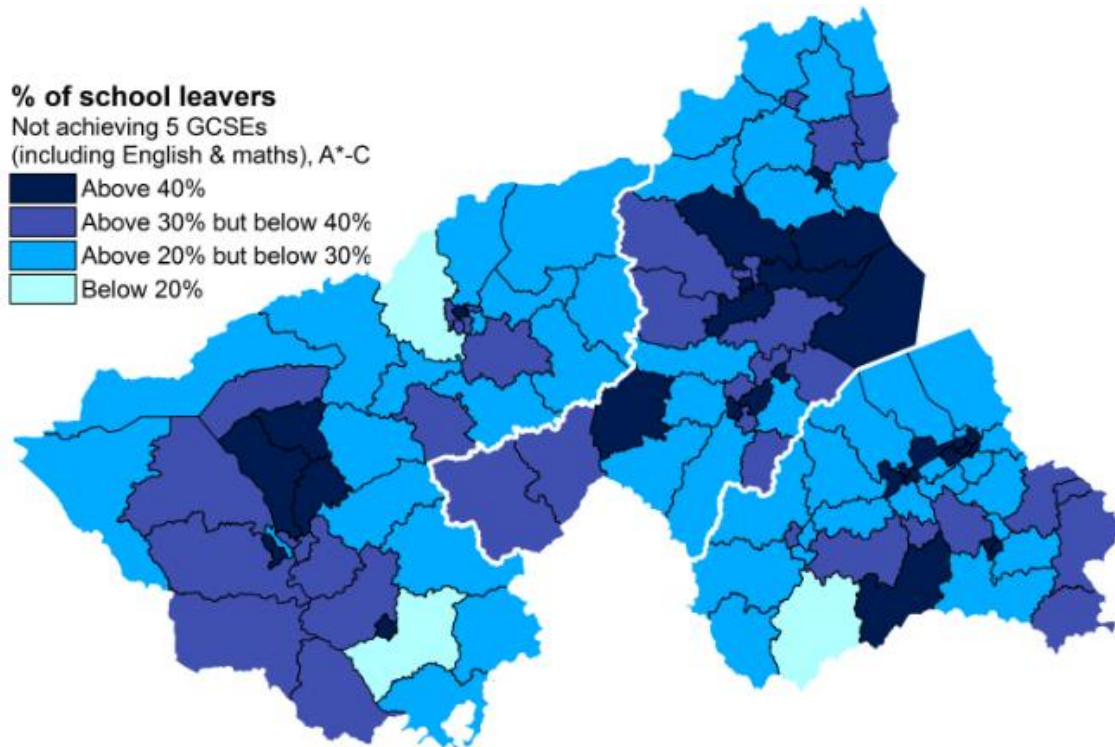 % of school leavers
Not achieving 5 GCSEs
(including English & maths), A*-C
Above 40%
Above 30% but below 40%
Above 20% but below 30%
Below 20%